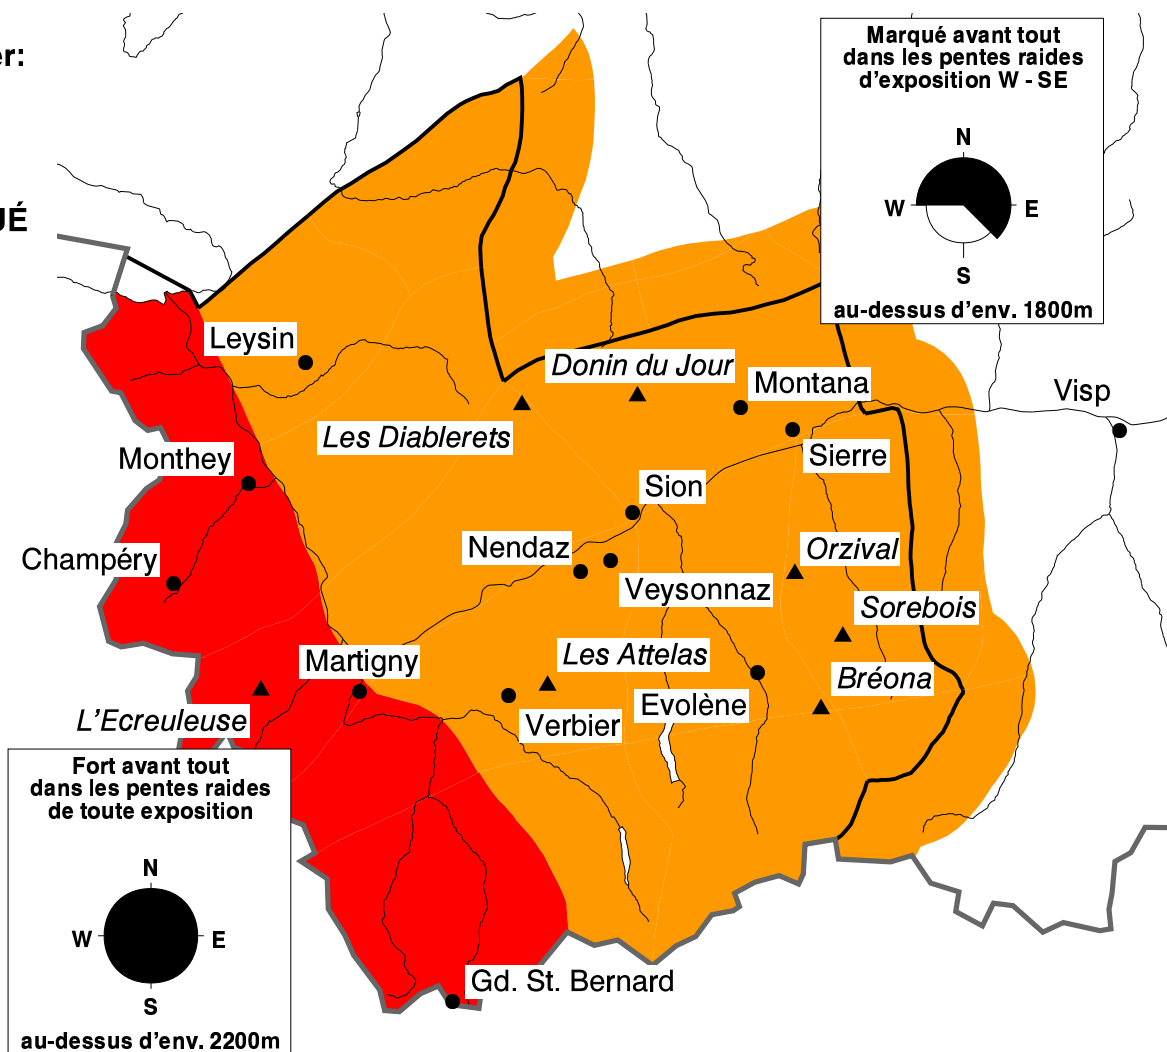 er:
UÉ
Marqué avant tout
dans les pentes raides
d'exposition W - SE
N
W
E
S
au-dessus d'env. 1800m
Leysin
Donin du Jour
Montana
Visp
Les Diablerets
Sierre
Monthey
Sion
Nendaz
Orzival
Champéry
Veysonnaz
Sorebois
Martigny
Les Attelas
Bréona
L'Ecreuleuse
Verbier
Evolène
Fort avant tout
dans les pentes raides
de toute exposition
N
W
E
S
au-dessus d'env. 2200m
Gd. St. Bernard